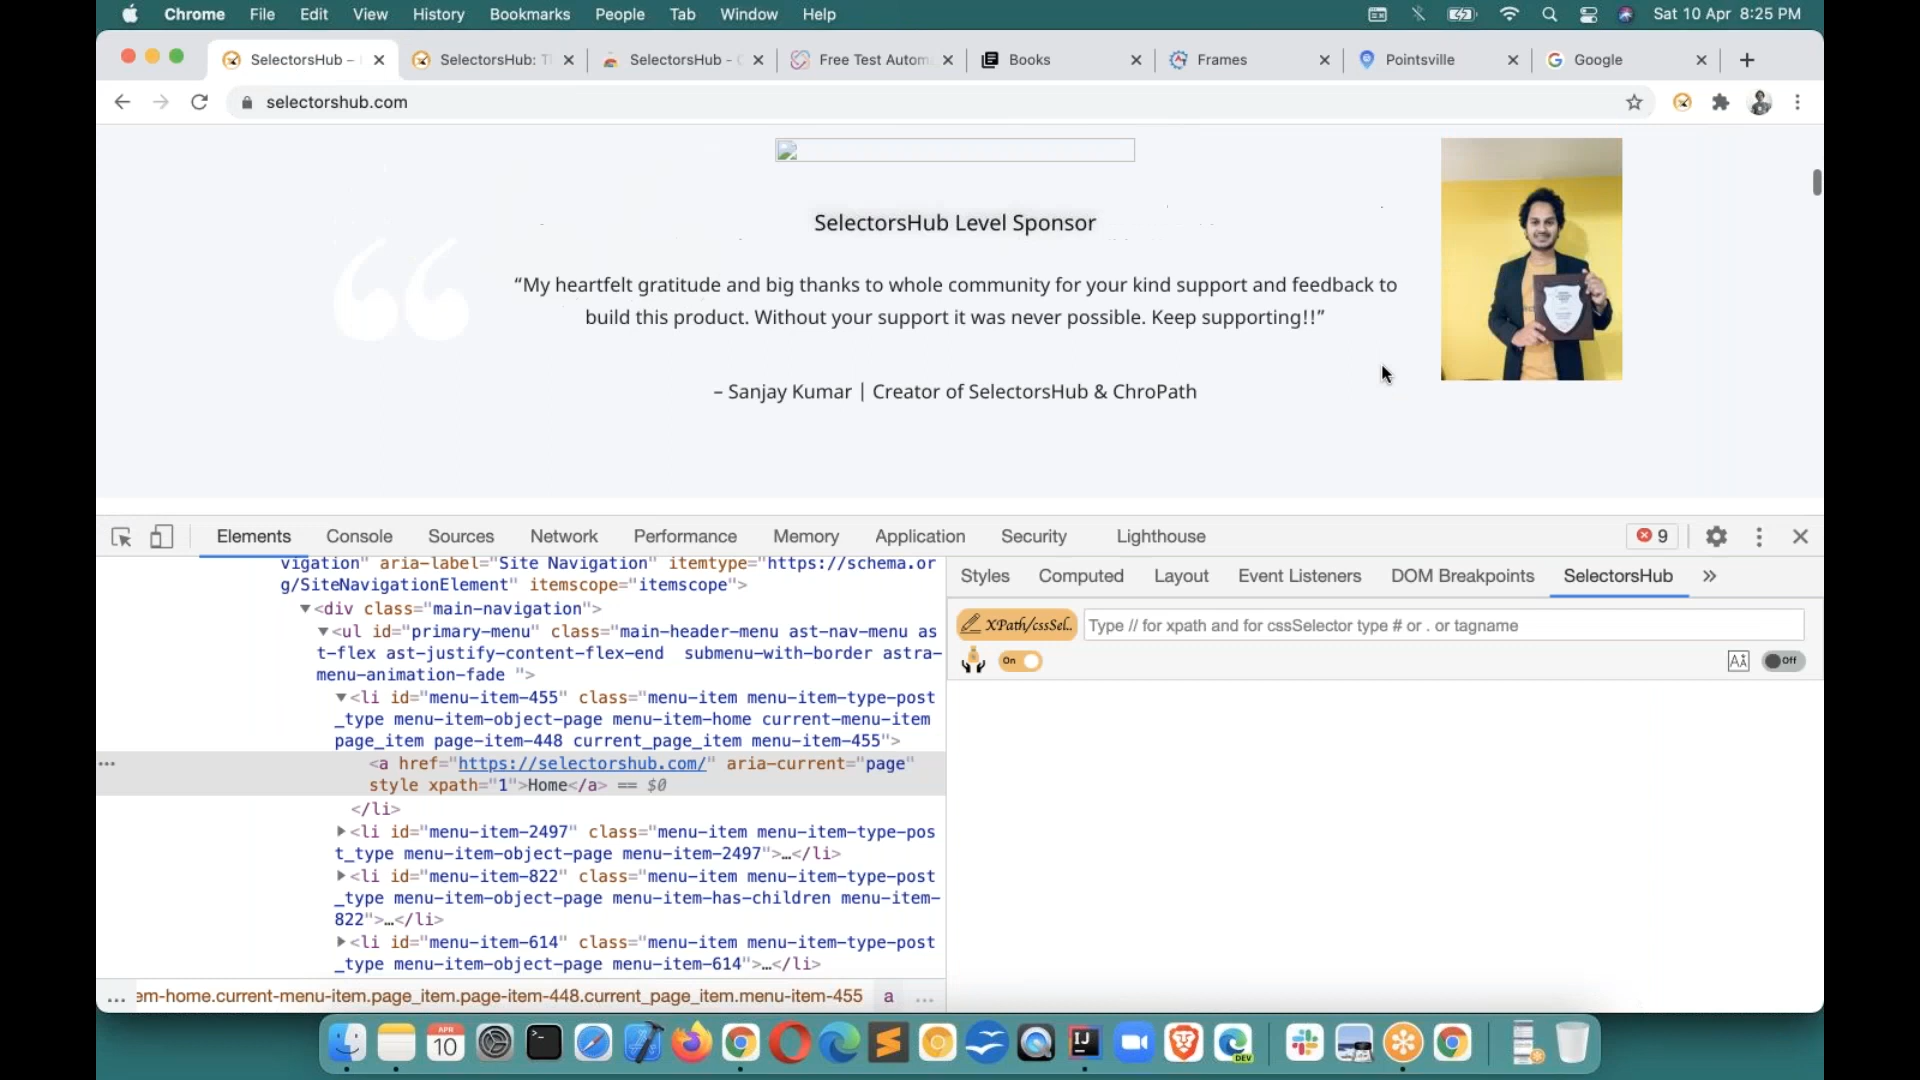 Chrome File Edit View History Bookmarks People Tab Window Help Sat 10 Apr 8:25 PM
SelectorsHub – SelectorsHub: SelectorsHub - Free Test Autom Books Frames Pointsville Google
selectorshub.com
SelectorsHub Level Sponsor
“My heartfelt gratitude and big thanks to whole community for your kind support and feedback to
build this product. Without your support it was never possible. Keep supporting!!”
– Sanjay Kumar | Creator of SelectorsHub & ChroPath
Elements Console Sources Network Performance Memory Application Security Lighthouse 9
Styles Computed Layout Event Listeners DOM Breakpoints SelectorsHub »
XPath/cssSel.. Type // for xpath and for cssSelector type # or . or tagname
On Off
vigation" aria-label="Site Navigation" itemtype="https://schema.or
g/SiteNavigationElement" itemscope="itemscope">
▼<div class="main-navigation">
▼<ul id="primary-menu" class="main-header-menu ast-nav-menu as
t-flex ast-justify-content-flex-end submenu-with-border astra-
menu-animation-fade ">
▼<li id="menu-item-455" class="menu-item menu-item-type-post
_type menu-item-object-page menu-item-home current-menu-item
page_item page-item-448 current_page_item menu-item-455">
… <a href="https://selectorshub.com/" aria-current="page"
style xpath="1">Home</a> == $0
</li>
▶<li id="menu-item-2497" class="menu-item menu-item-type-pos
t_type menu-item-object-page menu-item-2497">…</li>
▶<li id="menu-item-822" class="menu-item menu-item-type-post
_type menu-item-object-page menu-item-has-children menu-item-
822">…</li>
▶<li id="menu-item-614" class="menu-item menu-item-type-post
_type menu-item-object-page menu-item-614">…</li>
… em-home.current-menu-item.page_item.page-item-448.current_page_item.menu-item-455 a …
APR
10
IJ
DEV